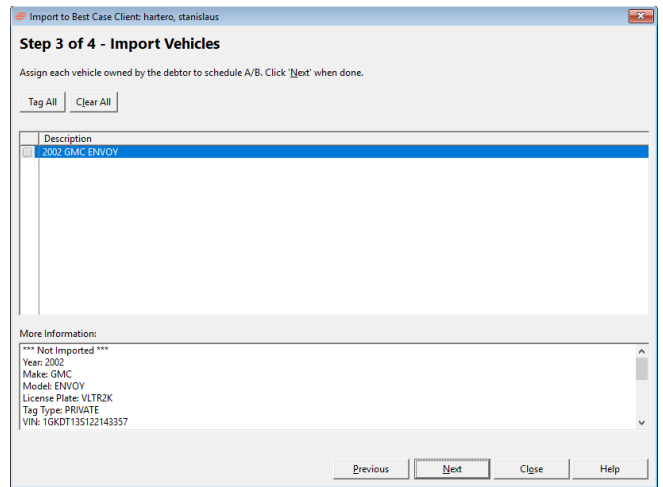 Import to Best Case Client: hartero, stanislaus
Step 3 of 4 - Import Vehicles
Assign each vehicle owned by the debtor to schedule A/B. Click 'Next' when done.
Tag All Clear All
Description
2002 GMC ENVOY
More Information:
*** Not Imported ***
Year: 2002
Make: GMC
Model: ENVOY
License Plate: VLTR2K
Tag Type: PRIVATE
VIN: 1GKDT13S122143357
Previous Next Close Help